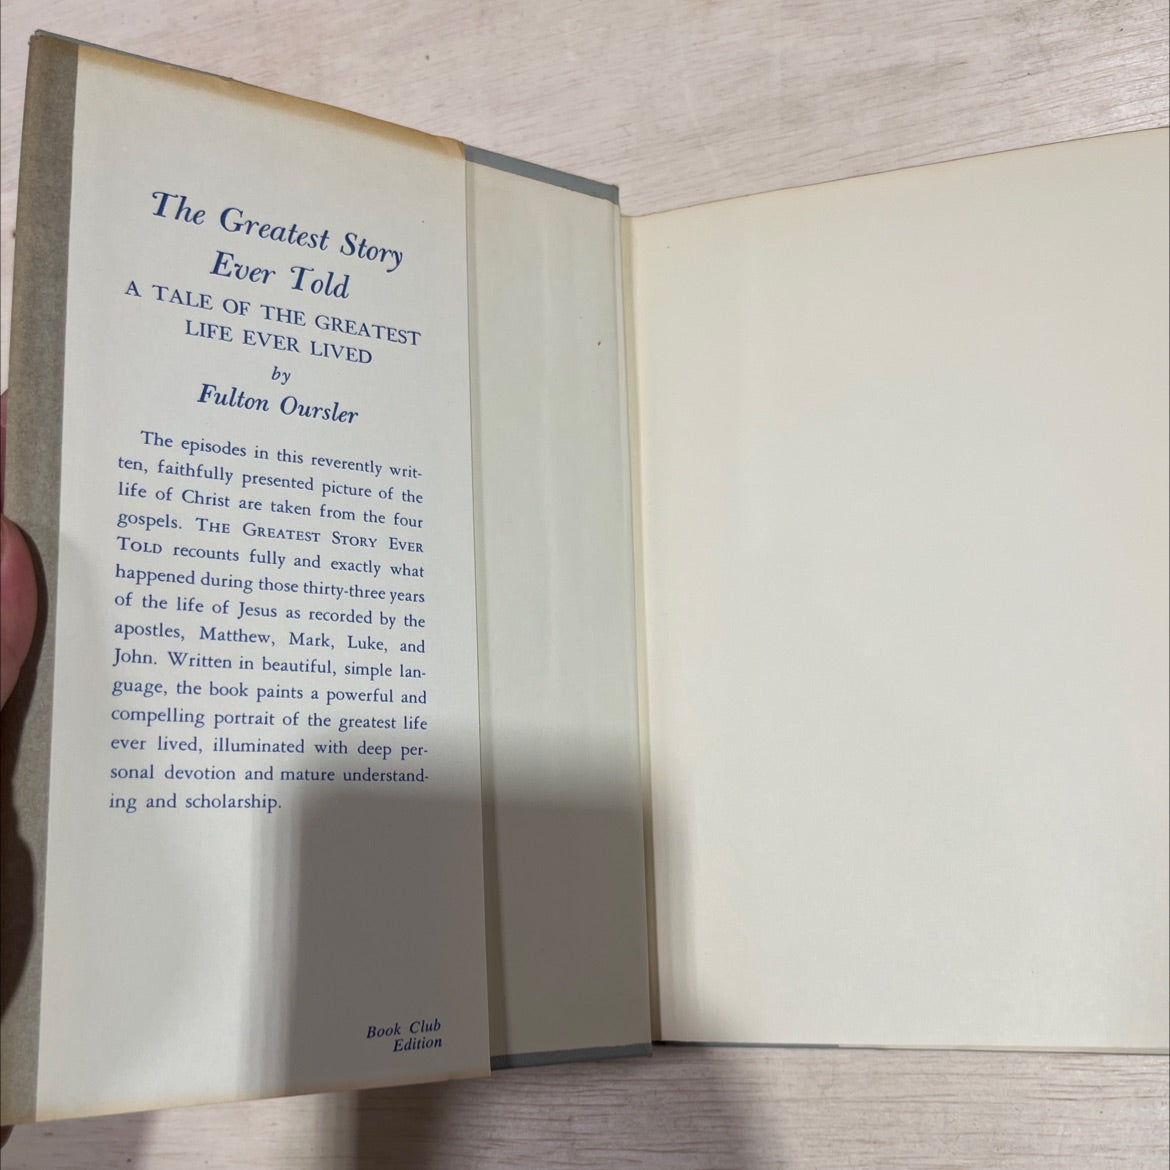 The Greatest Story
Ever Told
A TALE OF THE GREATEST
LIFE EVER LIVED
by
Fulton Oursler
The episodes in this reverently writ-
ten, faithfully presented picture of the
life of Christ are taken from the four
gospels. THE GREATEST STORY EVER
TOLD recounts fully and exactly what
happened during those thirty-three years
of the life of Jesus as recorded by the
apostles, Matthew, Mark, Luke, and
John. Written in beautiful, simple lan-
guage, the book paints a powerful and
compelling portrait of the greatest life
ever lived, illuminated with deep per-
sonal devotion and mature understand-
ing and scholarship.
Book Club
Edition